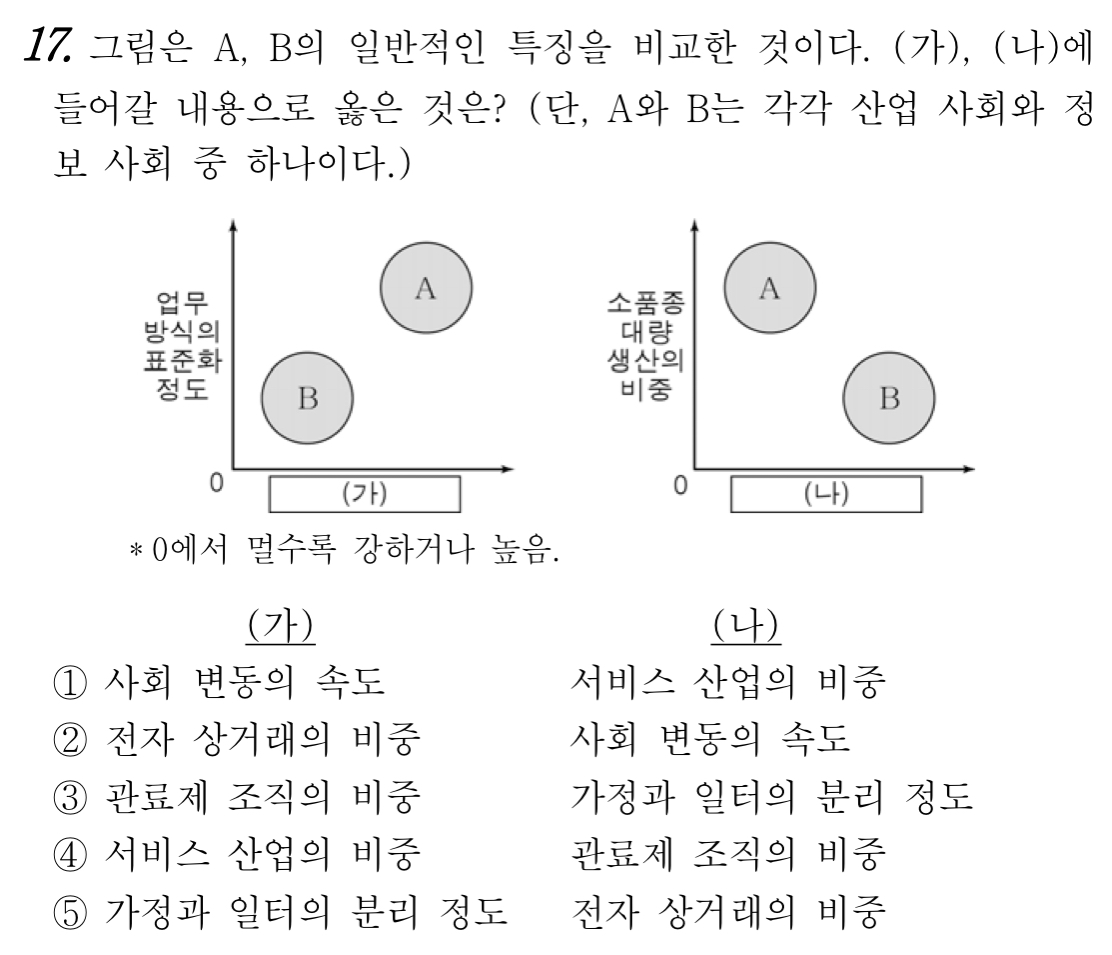 17. 그림은 A, B의 일반적인 특징을 비교한 것이다. (가), (나)에
들어갈 내용으로 옳은 것은? (단, A와 B는 각각 산업 사회와 정
보 사회 중 하나이다.)
업무
방식의
표준화
정도
A
B
0
(가)
소품종
대량
생산의
비중
A
B
0
(나)
* 0에서 멀수록 강하거나 높음.
(가) (나)
① 사회 변동의 속도 서비스 산업의 비중
② 전자 상거래의 비중 사회 변동의 속도
③ 관료제 조직의 비중 가정과 일터의 분리 정도
④ 서비스 산업의 비중 관료제 조직의 비중
⑤ 가정과 일터의 분리 정도 전자 상거래의 비중